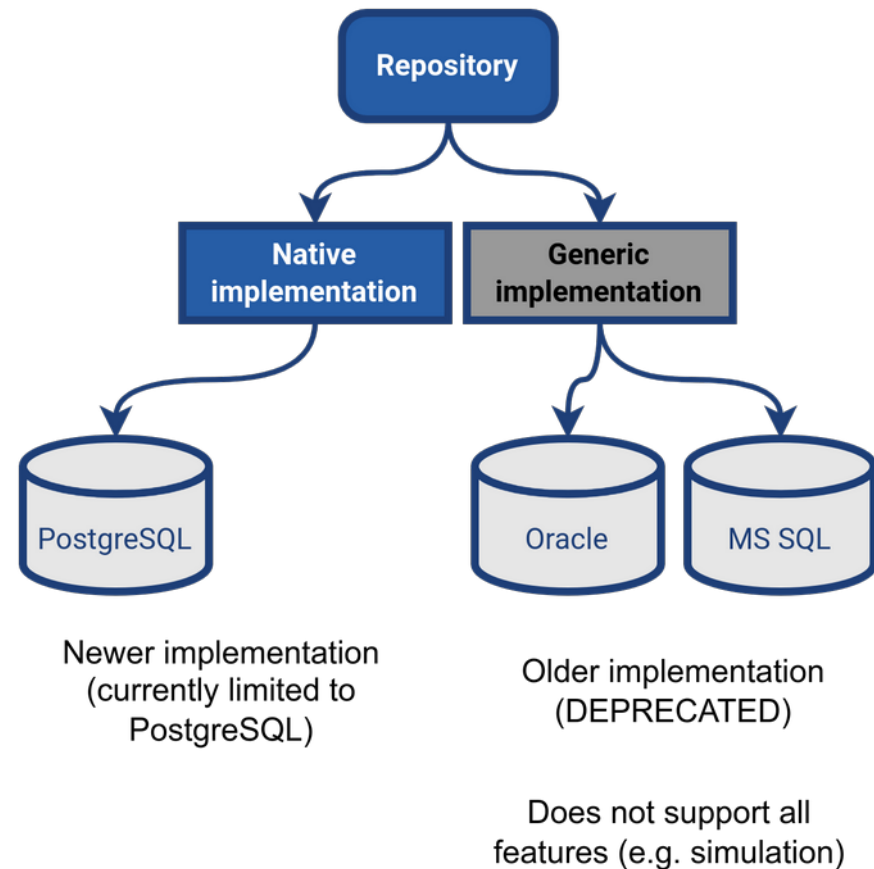 Repository
Native
implementation
Generic
implementation
PostgreSQL
Oracle
MS SQL
Newer implementation
(currently limited to
PostgreSQL)
Older implementation
(DEPRECATED)
Does not support all
features (e.g. simulation)